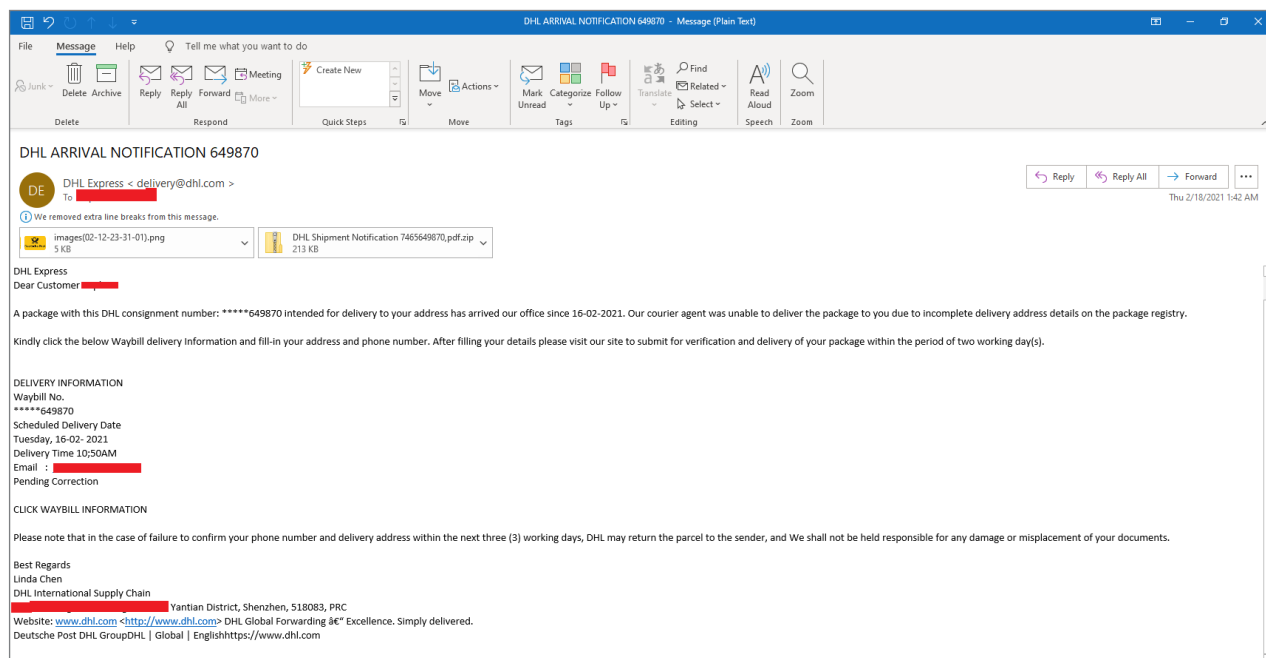 DHL ARRIVAL NOTIFICATION 649870 - Message (Plain Text)
File Message Help Tell me what you want to do
Junk Delete Archive Reply Reply All Forward Meeting More Create New Move Actions Mark Unread Categorize Follow Up Translate Find Related Select Read Aloud Zoom
Delete Respond Quick Steps Move Tags Editing Speech Zoom
DHL ARRIVAL NOTIFICATION 649870
DE
DHL Express < delivery@dhl.com >
To
Reply Reply All Forward
Thu 2/18/2021 1:42 AM
We removed extra line breaks from this message.
images(02-12-23-31-01).png
5 KB
DHL Shipment Notification 7465649870,pdf.zip
213 KB
DHL Express
Dear Customer
A package with this DHL consignment number: *****649870 intended for delivery to your address has arrived our office since 16-02-2021. Our courier agent was unable to deliver the package to you due to incomplete delivery address details on the package registry.
Kindly click the below Waybill delivery Information and fill-in your address and phone number. After filling your details please visit our site to submit for verification and delivery of your package within the period of two working day(s).
DELIVERY INFORMATION
Waybill No.
*****649870
Scheduled Delivery Date
Tuesday, 16-02- 2021
Delivery Time 10;50AM
Email :
Pending Correction
CLICK WAYBILL INFORMATION
Please note that in the case of failure to confirm your phone number and delivery address within the next three (3) working days, DHL may return the parcel to the sender, and We shall not be held responsible for any damage or misplacement of your documents.
Best Regards
Linda Chen
DHL International Supply Chain
Yantian District, Shenzhen, 518083, PRC
Website: www.dhl.com <http://www.dhl.com> DHL Global Forwarding â€“ Excellence. Simply delivered.
Deutsche Post DHL GroupDHL | Global | Englishhttps://www.dhl.com